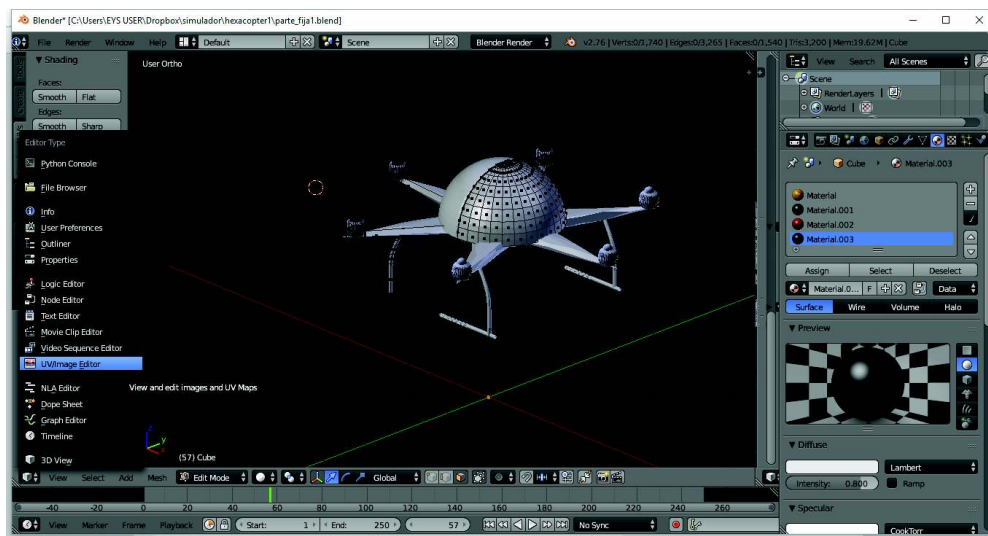 Blender* [C:\Users\EYS USER\Dropbox\simulador\hexacopter1\parte_fija1.blend]
File Render Window Help Default Scene Blender Render v2.76 | Verts:0/1,740 | Edges:0/3,265 | Faces:0/1,540 | Tris:3,200 | Mem:19.62M | Cube
Shading
User Ortho
View Search All Scenes
Faces:
Smooth Flat
Edges:
Smooth Sharp
Scene
RenderLayers
World
Editor Type
Python Console
File Browser
Info
User Preferences
Outliner
Properties
Logic Editor
Node Editor
Text Editor
Movie Clip Editor
Video Sequence Editor
UV/Image Editor
View and edit images and UV Maps
NLA Editor
Dope Sheet
Graph Editor
Timeline
3D View
z
y
x
(57) Cube
Cube Material.003
Material
Material.001
Material.002
Material.003
Assign Select Deselect
Material.0... F Data
Surface Wire Volume Halo
Preview
Diffuse
Lambert
Intensity: 0.800 Ramp
Specular
CookTorr
View Select Add Mesh Edit Mode Global
-40 -20 0 20 40 60 80 100 120 140 160 180 200 220 240 260
View Marker Frame Playback Start: 1 End: 250 57 No Sync